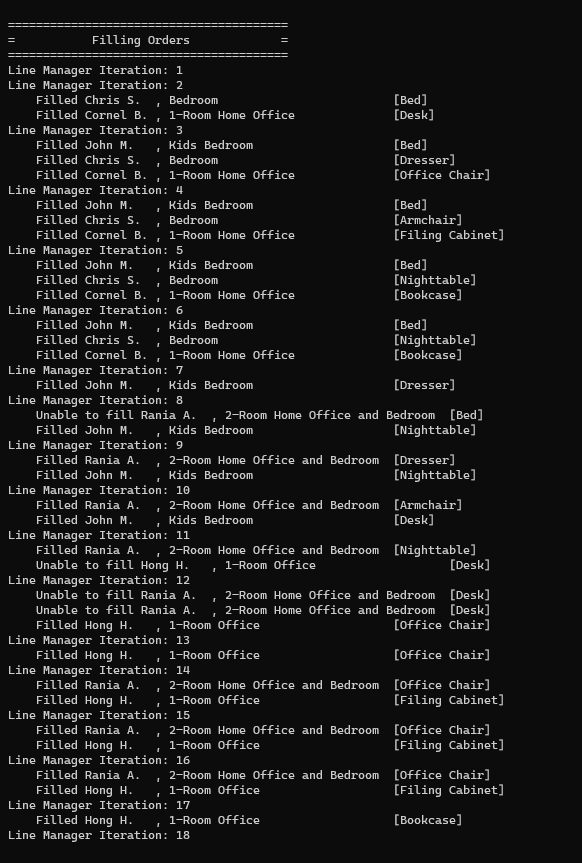 ========================================
=           Filling Orders             =
========================================
Line Manager Iteration: 1
Line Manager Iteration: 2
    Filled Chris S.  , Bedroom                         [Bed]
    Filled Cornel B. , 1-Room Home Office              [Desk]
Line Manager Iteration: 3
    Filled John M.   , Kids Bedroom                    [Bed]
    Filled Chris S.  , Bedroom                         [Dresser]
    Filled Cornel B. , 1-Room Home Office              [Office Chair]
Line Manager Iteration: 4
    Filled John M.   , Kids Bedroom                    [Bed]
    Filled Chris S.  , Bedroom                         [Armchair]
    Filled Cornel B. , 1-Room Home Office              [Filing Cabinet]
Line Manager Iteration: 5
    Filled John M.   , Kids Bedroom                    [Bed]
    Filled Chris S.  , Bedroom                         [Nighttable]
    Filled Cornel B. , 1-Room Home Office              [Bookcase]
Line Manager Iteration: 6
    Filled John M.   , Kids Bedroom                    [Bed]
    Filled Chris S.  , Bedroom                         [Nighttable]
    Filled Cornel B. , 1-Room Home Office              [Bookcase]
Line Manager Iteration: 7
    Filled John M.   , Kids Bedroom                    [Dresser]
Line Manager Iteration: 8
    Unable to fill Rania A.  , 2-Room Home Office and Bedroom  [Bed]
    Filled John M.   , Kids Bedroom                    [Nighttable]
Line Manager Iteration: 9
    Filled Rania A.  , 2-Room Home Office and Bedroom  [Dresser]
    Filled John M.   , Kids Bedroom                    [Nighttable]
Line Manager Iteration: 10
    Filled Rania A.  , 2-Room Home Office and Bedroom  [Armchair]
    Filled John M.   , Kids Bedroom                    [Desk]
Line Manager Iteration: 11
    Filled Rania A.  , 2-Room Home Office and Bedroom  [Nighttable]
    Unable to fill Hong H.   , 1-Room Office                   [Desk]
Line Manager Iteration: 12
    Unable to fill Rania A.  , 2-Room Home Office and Bedroom  [Desk]
    Unable to fill Rania A.  , 2-Room Home Office and Bedroom  [Desk]
    Filled Hong H.   , 1-Room Office                   [Office Chair]
Line Manager Iteration: 13
    Filled Hong H.   , 1-Room Office                   [Office Chair]
Line Manager Iteration: 14
    Filled Rania A.  , 2-Room Home Office and Bedroom  [Office Chair]
    Filled Hong H.   , 1-Room Office                   [Filing Cabinet]
Line Manager Iteration: 15
    Filled Rania A.  , 2-Room Home Office and Bedroom  [Office Chair]
    Filled Hong H.   , 1-Room Office                   [Filing Cabinet]
Line Manager Iteration: 16
    Filled Rania A.  , 2-Room Home Office and Bedroom  [Office Chair]
    Filled Hong H.   , 1-Room Office                   [Filing Cabinet]
Line Manager Iteration: 17
    Filled Hong H.   , 1-Room Office                   [Bookcase]
Line Manager Iteration: 18